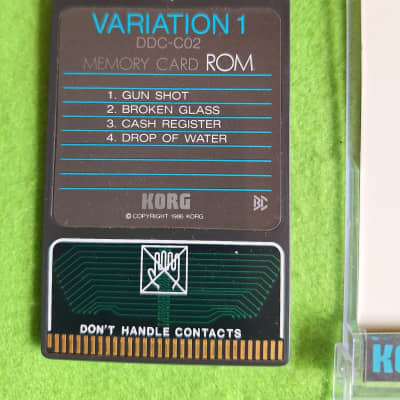 VARIATION 1
DDC-C02
MEMORY CARD ROM
1. GUN SHOT
2. BROKEN GLASS
3. CASH REGISTER
4. DROP OF WATER
KORG
© COPYRIGHT 1986 KORG
DON'T HANDLE CONTACTS